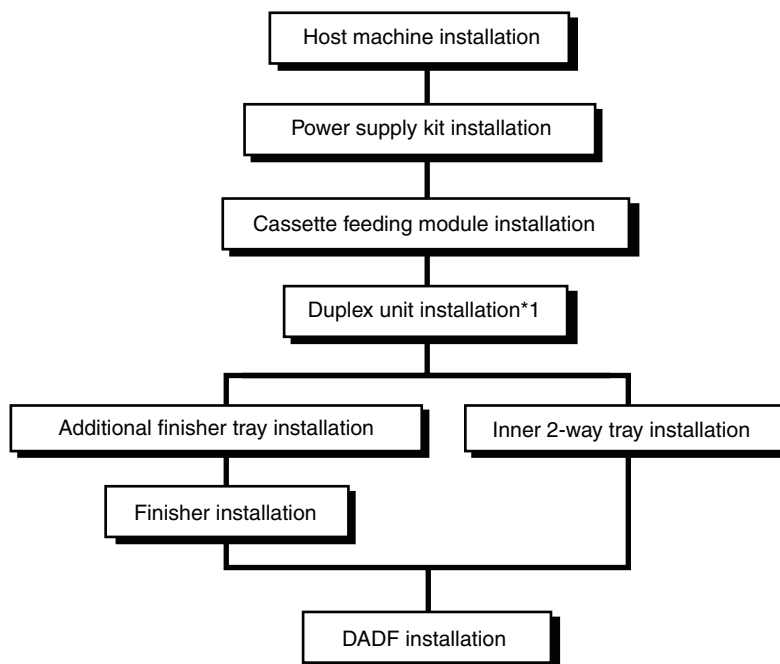 Host machine installation
Power supply kit installation
Cassette feeding module installation
Duplex unit installation*1
Additional finisher tray installation
Inner 2-way tray installation
Finisher installation
DADF installation